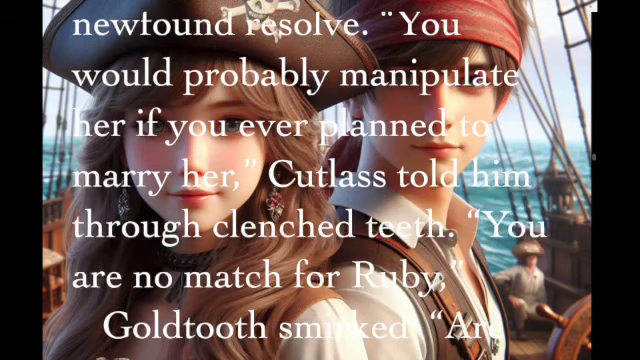 newfound resolve. "You
would probably manipulate
her if you ever planned to
marry her,” Cutlass told him
through clenched teeth. “You
are no match for Ruby,”
Goldtooth smirked “Are